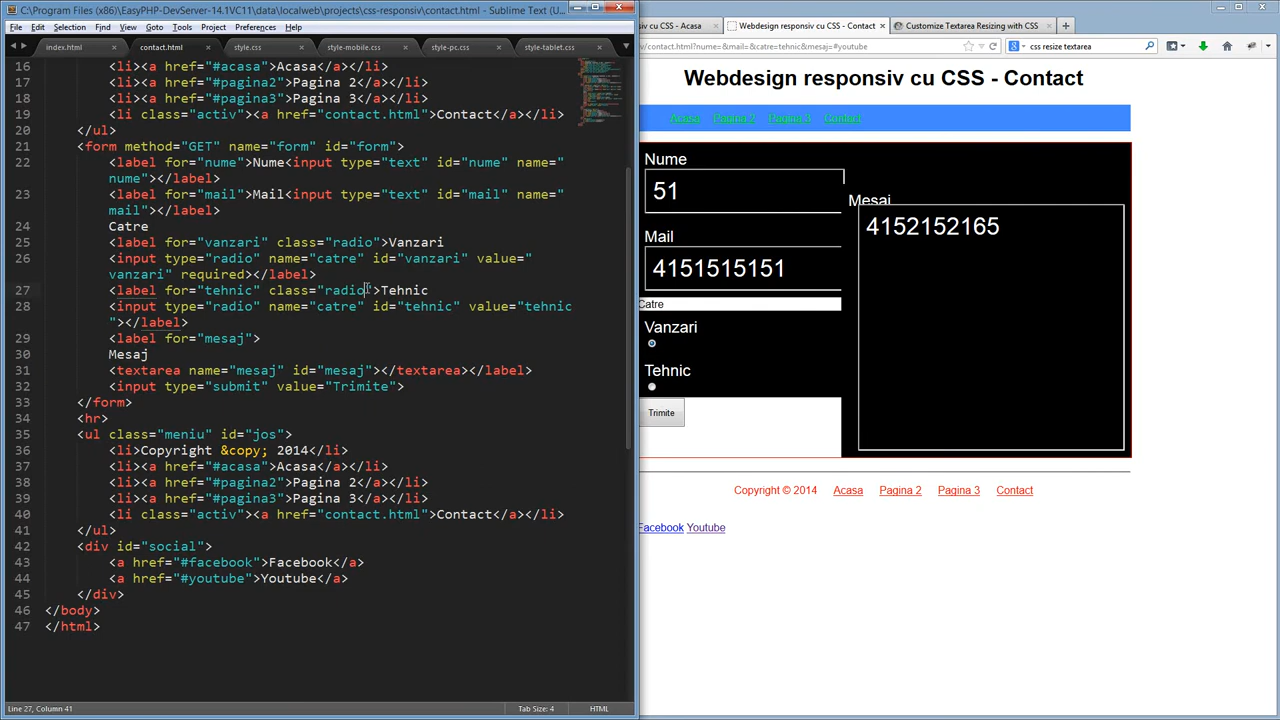 C:\Program Files (x86)\EasyPHP-DevServer-14.1VC11\data\localweb\projects\css-responsiv\contact.html - Sublime Text (U...
File Edit Selection Find View Goto Tools Project Preferences Help
index.html × contact.html × style.css × style-mobile.css × style-pc.css × style-tablet.css ×
16 <li><a href="#acasa">Acasa</a></li>
17 <li><a href="#pagina2">Pagina 2</a></li>
18 <li><a href="#pagina3">Pagina 3</a></li>
19 <li class="activ"><a href="contact.html">Contact</a></li>
20 </ul>
21 <form method="GET" name="form" id="form">
22 <label for="nume">Nume<input type="text" id="nume" name="
nume"></label>
23 <label for="mail">Mail<input type="text" id="mail" name="
mail"></label>
24 Catre
25 <label for="vanzari" class="radio">Vanzari
26 <input type="radio" name="catre" id="vanzari" value="
vanzari" required></label>
27 <label for="tehnic" class="radio">Tehnic
28 <input type="radio" name="catre" id="tehnic" value="tehnic
"></label>
29 <label for="mesaj">
30 Mesaj
31 <textarea name="mesaj" id="mesaj"></textarea></label>
32 <input type="submit" value="Trimite">
33 </form>
34 <hr>
35 <ul class="meniu" id="jos">
36 <li>Copyright &copy; 2014</li>
37 <li><a href="#acasa">Acasa</a></li>
38 <li><a href="#pagina2">Pagina 2</a></li>
39 <li><a href="#pagina3">Pagina 3</a></li>
40 <li class="activ"><a href="contact.html">Contact</a></li>
41 </ul>
42 <div id="social">
43 <a href="#facebook">Facebook</a>
44 <a href="#youtube">Youtube</a>
45 </div>
46 </body>
47 </html>
Line 27, Column 41 Tab Size: 4 HTML
iv cu CSS - Acasa × Webdesign responsiv cu CSS - Contact × Customize Textarea Resizing with CSS × +
/contact.html?nume=&mail=&catre=tehnic&mesaj=#youtube css resize textarea
Webdesign responsiv cu CSS - Contact
Acasa Pagina 2 Pagina 3 Contact
Nume
51
Mail
4151515151
Catre
Vanzari
Tehnic
Trimite
Mesaj
4152152165
Copyright © 2014 Acasa Pagina 2 Pagina 3 Contact
Facebook Youtube